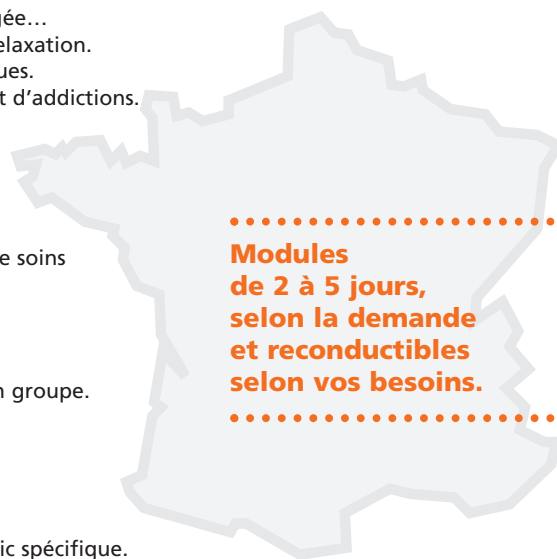 gée…
elaxation.
ues.
t d'addictions.
e soins
Modules
de 2 à 5 jours,
selon la demande
et reconductibles
selon vos besoins.
n groupe.
ic spécifique.